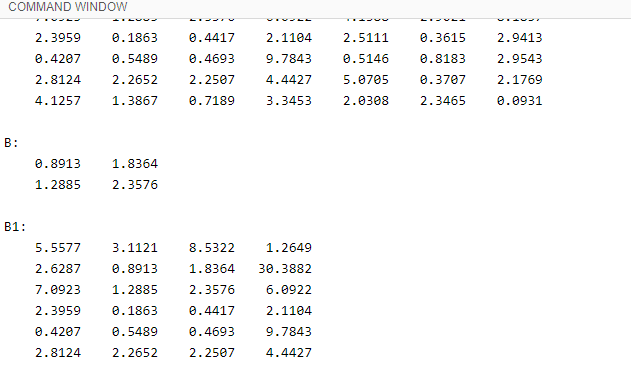 COMMAND WINDOW
2.3959 0.1863 0.4417 2.1104 2.5111 0.3615 2.9413
0.4207 0.5489 0.4693 9.7843 0.5146 0.8183 2.9543
2.8124 2.2652 2.2507 4.4427 5.0705 0.3707 2.1769
4.1257 1.3867 0.7189 3.3453 2.0308 2.3465 0.0931
B:
0.8913 1.8364
1.2885 2.3576
B1:
5.5577 3.1121 8.5322 1.2649
2.6287 0.8913 1.8364 30.3882
7.0923 1.2885 2.3576 6.0922
2.3959 0.1863 0.4417 2.1104
0.4207 0.5489 0.4693 9.7843
2.8124 2.2652 2.2507 4.4427